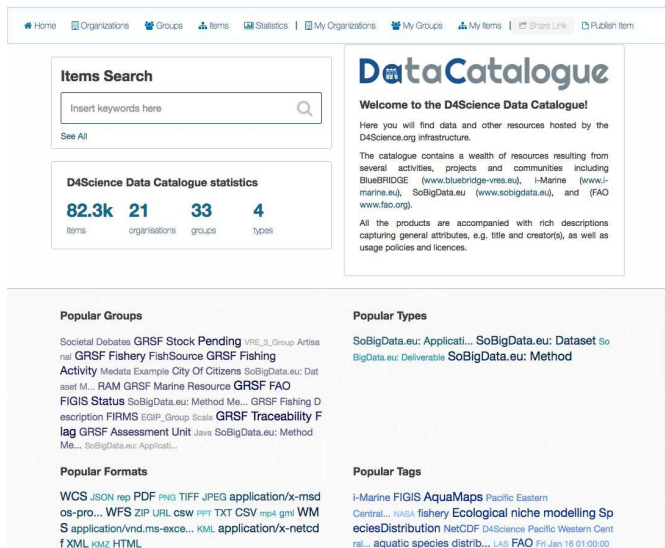 Home Organizations Groups Items Statistics | My Organizations My Groups My Items | Share Link Publish Item
Items Search
Insert keywords here
See All
D4Science Data Catalogue statistics
82.3k 21 33 4
items organisations groups types
DataCatalogue
Welcome to the D4Science Data Catalogue!
Here you will find data and other resources hosted by the
D4Science.org infrastructure.
The catalogue contains a wealth of resources resulting from
several activities, projects and communities including
BlueBRIDGE (www.bluebridge-vres.eu), i-Marine (www.i-
marine.eu), SoBigData.eu (www.sobigdata.eu), and (FAO
www.fao.org).
All the products are accompanied with rich descriptions
capturing general attributes, e.g. title and creator(s), as well as
usage policies and licences.
Popular Groups
Societal Debates GRSF Stock Pending VRE_3_Group Artisa
nal GRSF Fishery FishSource GRSF Fishing
Activity Medata Example City Of Citizens SoBigData.eu: Dat
aset M... RAM GRSF Marine Resource GRSF FAO
FIGIS Status SoBigData.eu: Method Me... GRSF Fishing D
escription FIRMS EGIP_Group Scala GRSF Traceability F
lag GRSF Assessment Unit Java SoBigData.eu: Method
Me... SoBigData.eu: Applicati...
Popular Types
SoBigData.eu: Applicati... SoBigData.eu: Dataset So
BigData.eu: Deliverable SoBigData.eu: Method
Popular Formats
WCS JSON rep PDF PNG TIFF JPEG application/x-msd
os-pro... WFS ZIP URL csw PPT TXT CSV mp4 gml WM
S application/vnd.ms-exce... KML application/x-netcd
f XML KMZ HTML
Popular Tags
i-Marine FIGIS AquaMaps Pacific Eastern
Central... NASA fishery Ecological niche modelling Sp
eciesDistribution NetCDF D4Science Pacific Western Cent
ral... aquatic species distrib... LAS FAO Fri Jan 16 01:00:00